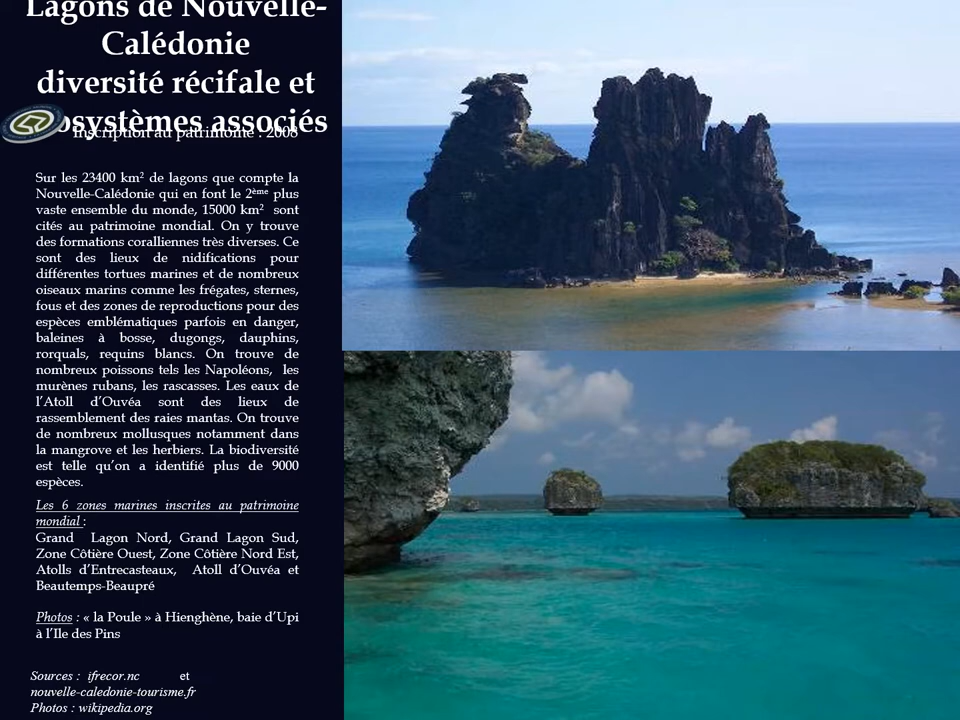 Lagons de Nouvelle-
Calédonie
diversité récifale et
osystèmes associés
Inscription au patrimoine : 2008
Sur les 23400 km² de lagons que compte la
Nouvelle-Calédonie qui en font le 2ème plus
vaste ensemble du monde, 15000 km² sont
cités au patrimoine mondial. On y trouve
des formations coralliennes très diverses. Ce
sont des lieux de nidifications pour
différentes tortues marines et de nombreux
oiseaux marins comme les frégates, sternes,
fous et des zones de reproductions pour des
espèces emblématiques parfois en danger,
baleines à bosse, dugongs, dauphins,
rorquals, requins blancs. On trouve de
nombreux poissons tels les Napoléons, les
murènes rubans, les rascasses. Les eaux de
l'Atoll d'Ouvéa sont des lieux de
rassemblement des raies mantas. On trouve
de nombreux mollusques notamment dans
la mangrove et les herbiers. La biodiversité
est telle qu'on a identifié plus de 9000
espèces.
Les 6 zones marines inscrites au patrimoine
mondial :
Grand Lagon Nord, Grand Lagon Sud,
Zone Côtière Ouest, Zone Côtière Nord Est,
Atolls d'Entrecasteaux, Atoll d'Ouvéa et
Beautemps-Beaupré
Photos : « la Poule » à Hienghène, baie d'Upi
à l'Ile des Pins
Sources : ifrecor.nc et
nouvelle-caledonie-tourisme.fr
Photos : wikipedia.org